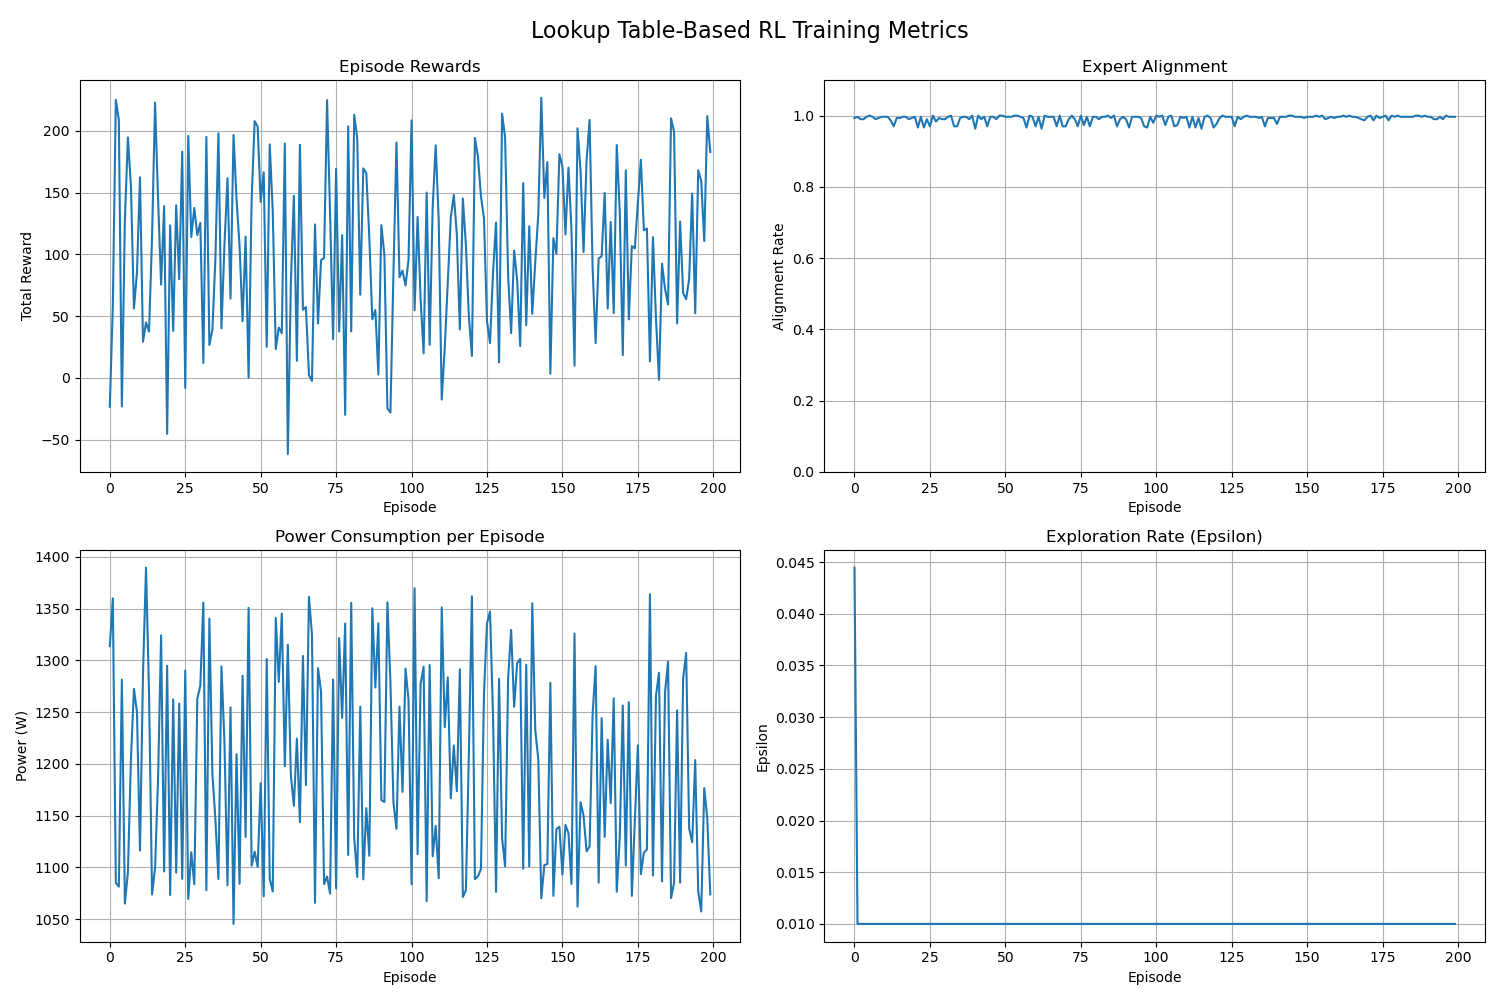 Lookup Table-Based RL Training Metrics
Episode Rewards
Total Reward
200
150
100
50
0
−50
0 25 50 75 100 125 150 175 200
Episode
Expert Alignment
Alignment Rate
1.0
0.8
0.6
0.4
0.2
0.0
0 25 50 75 100 125 150 175 200
Episode
Power Consumption per Episode
Power (W)
1400
1350
1300
1250
1200
1150
1100
1050
0 25 50 75 100 125 150 175 200
Episode
Exploration Rate (Epsilon)
Epsilon
0.045
0.040
0.035
0.030
0.025
0.020
0.015
0.010
0 25 50 75 100 125 150 175 200
Episode